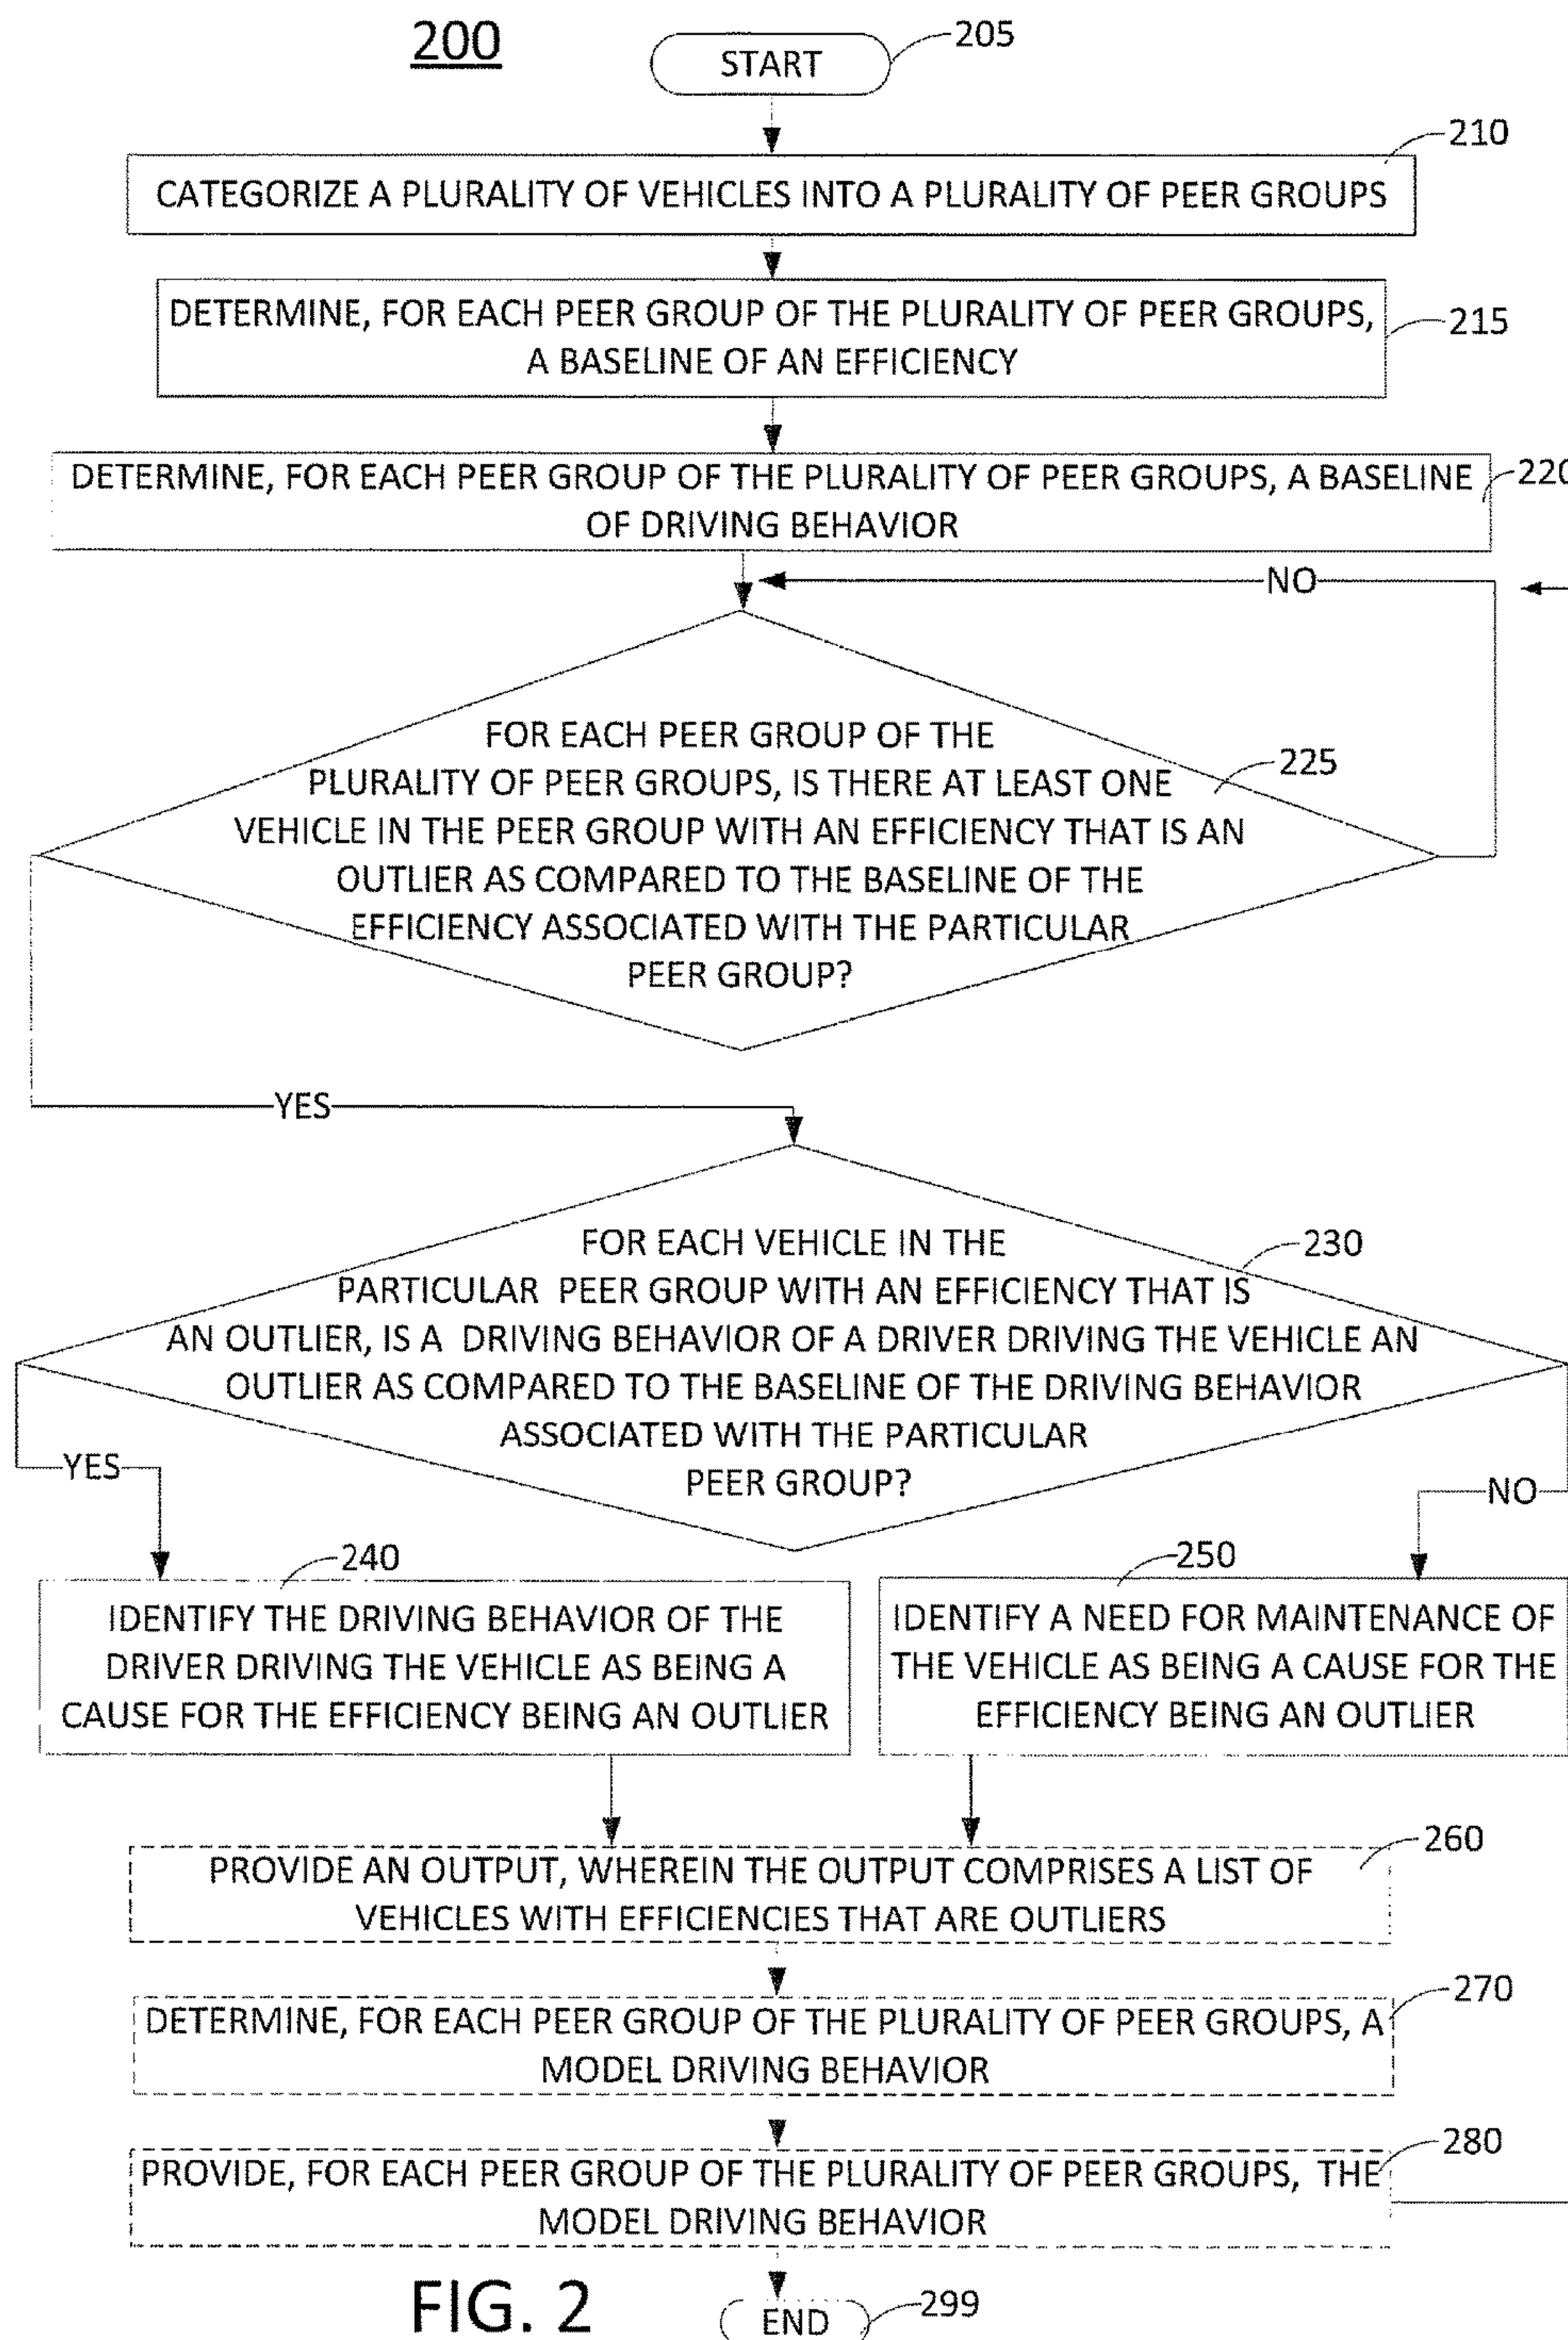 200
START
205
210
CATEGORIZE A PLURALITY OF VEHICLES INTO A PLURALITY OF PEER GROUPS
DETERMINE, FOR EACH PEER GROUP OF THE PLURALITY OF PEER GROUPS,
A BASELINE OF AN EFFICIENCY
215
DETERMINE, FOR EACH PEER GROUP OF THE PLURALITY OF PEER GROUPS, A BASELINE
OF DRIVING BEHAVIOR
220
NO
FOR EACH PEER GROUP OF THE
PLURALITY OF PEER GROUPS, IS THERE AT LEAST ONE
VEHICLE IN THE PEER GROUP WITH AN EFFICIENCY THAT IS AN
OUTLIER AS COMPARED TO THE BASELINE OF THE
EFFICIENCY ASSOCIATED WITH THE PARTICULAR
PEER GROUP?
225
YES
FOR EACH VEHICLE IN THE
PARTICULAR PEER GROUP WITH AN EFFICIENCY THAT IS
AN OUTLIER, IS A DRIVING BEHAVIOR OF A DRIVER DRIVING THE VEHICLE AN
OUTLIER AS COMPARED TO THE BASELINE OF THE DRIVING BEHAVIOR
ASSOCIATED WITH THE PARTICULAR
PEER GROUP?
230
YES
NO
240
IDENTIFY THE DRIVING BEHAVIOR OF THE
DRIVER DRIVING THE VEHICLE AS BEING A
CAUSE FOR THE EFFICIENCY BEING AN OUTLIER
250
IDENTIFY A NEED FOR MAINTENANCE OF
THE VEHICLE AS BEING A CAUSE FOR THE
EFFICIENCY BEING AN OUTLIER
260
PROVIDE AN OUTPUT, WHEREIN THE OUTPUT COMPRISES A LIST OF
VEHICLES WITH EFFICIENCIES THAT ARE OUTLIERS
270
DETERMINE, FOR EACH PEER GROUP OF THE PLURALITY OF PEER GROUPS, A
MODEL DRIVING BEHAVIOR
280
PROVIDE, FOR EACH PEER GROUP OF THE PLURALITY OF PEER GROUPS, THE
MODEL DRIVING BEHAVIOR
FIG. 2
END
299